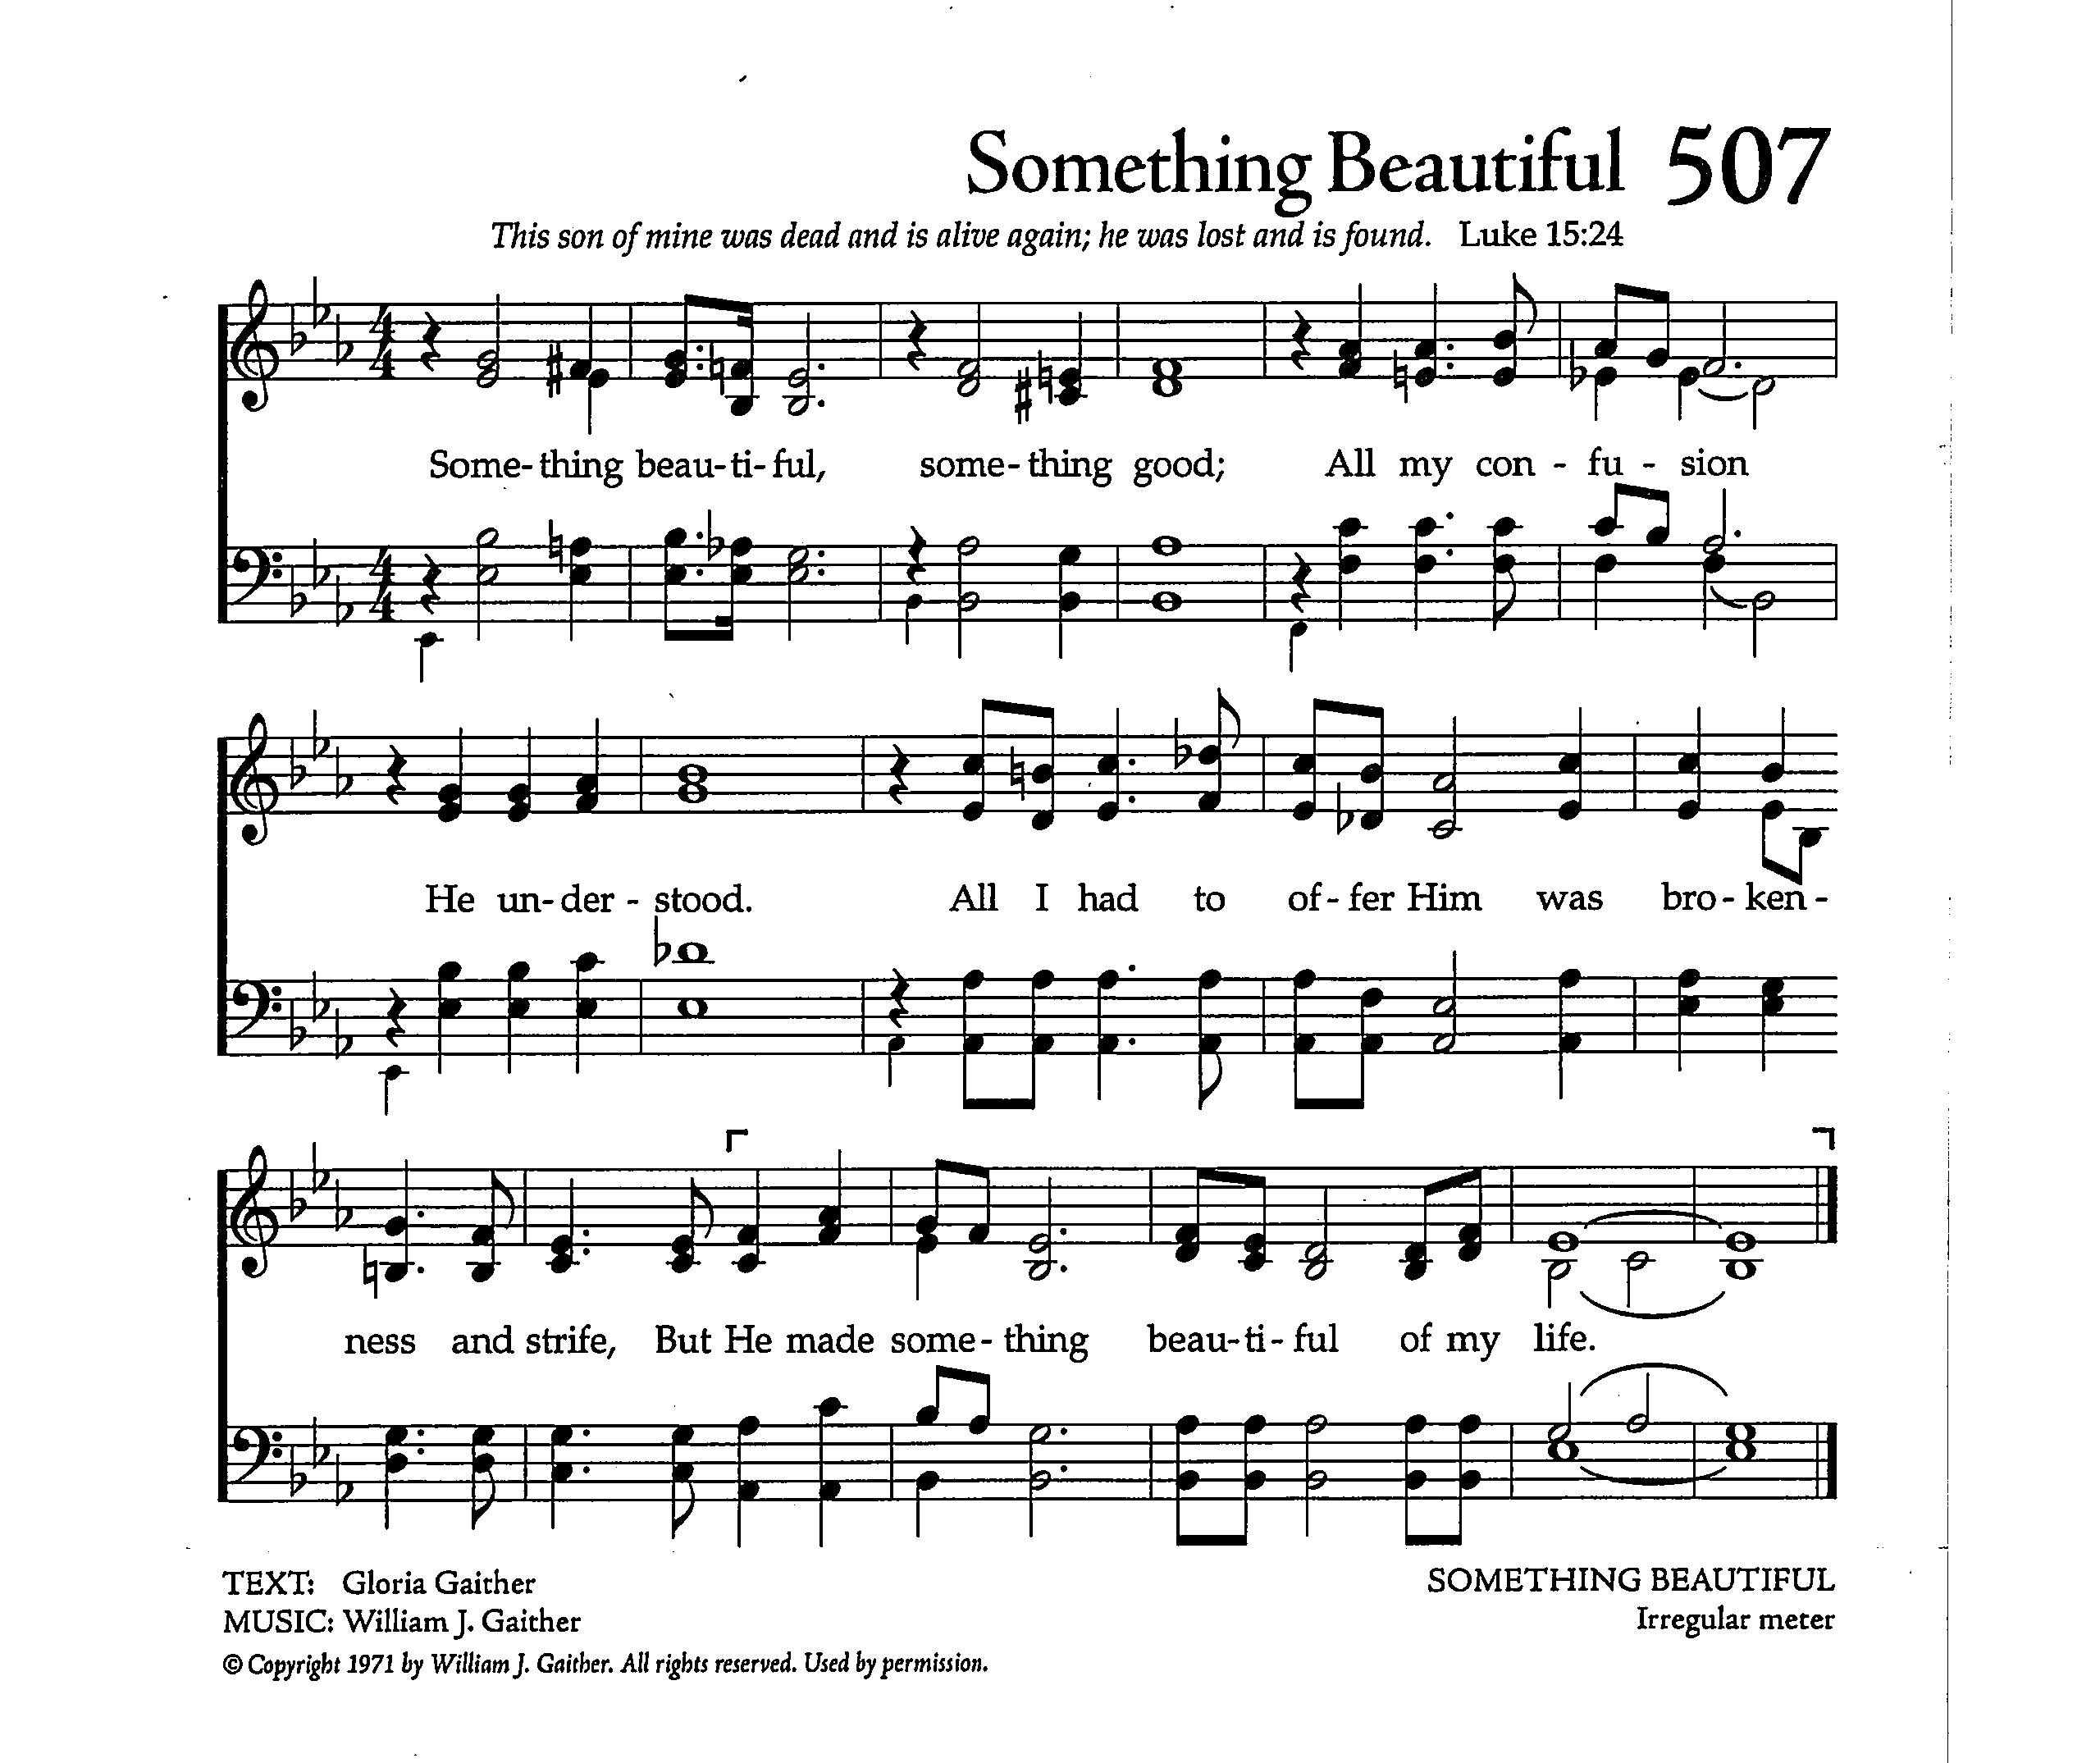 Something Beautiful 507
This son of mine was dead and is alive again; he was lost and is found. Luke 15:24
4 4
Some- thing beau- ti- ful, some- thing good; All my con - fu - sion
4 4
He un- der - stood. All I had to of- fer Him was bro- ken-
ness and strife, But He made some- thing beau- ti- ful of my life.
TEXT: Gloria Gaither
MUSIC: William J. Gaither
© Copyright 1971 by William J. Gaither. All rights reserved. Used by permission.
SOMETHING BEAUTIFUL
Irregular meter